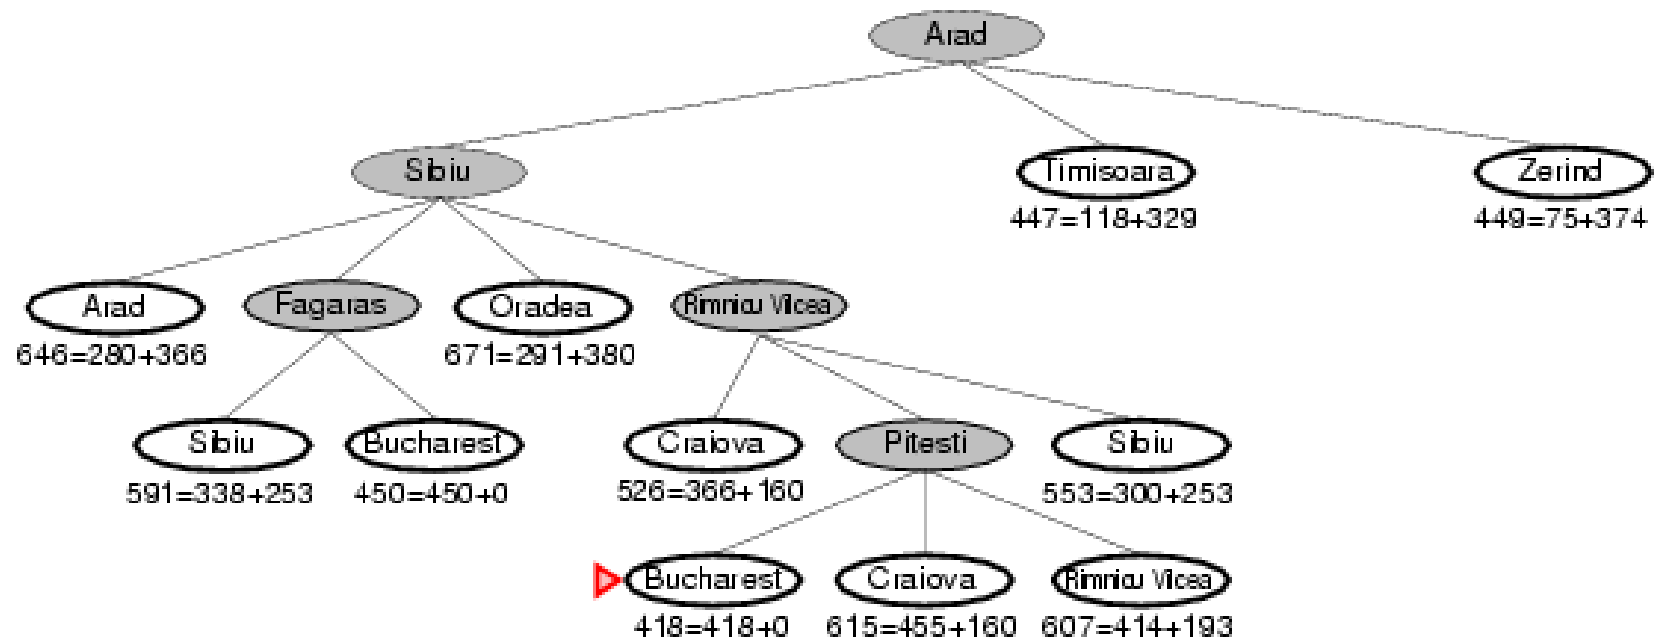 Arad
Sibiu
Timisoara
Zerind
447=118+329
449=75+374
Arad
Fagaras
Oradea
Rimnicu Vilcea
646=280+366
671=291+380
Sibiu
Bucharest
Craiova
Pitesti
Sibiu
591=338+253
450=450+0
526=366+160
553=300+253
Bucharest
Craiova
Rimnicu Vilcea
418=418+0
615=455+160
607=414+193